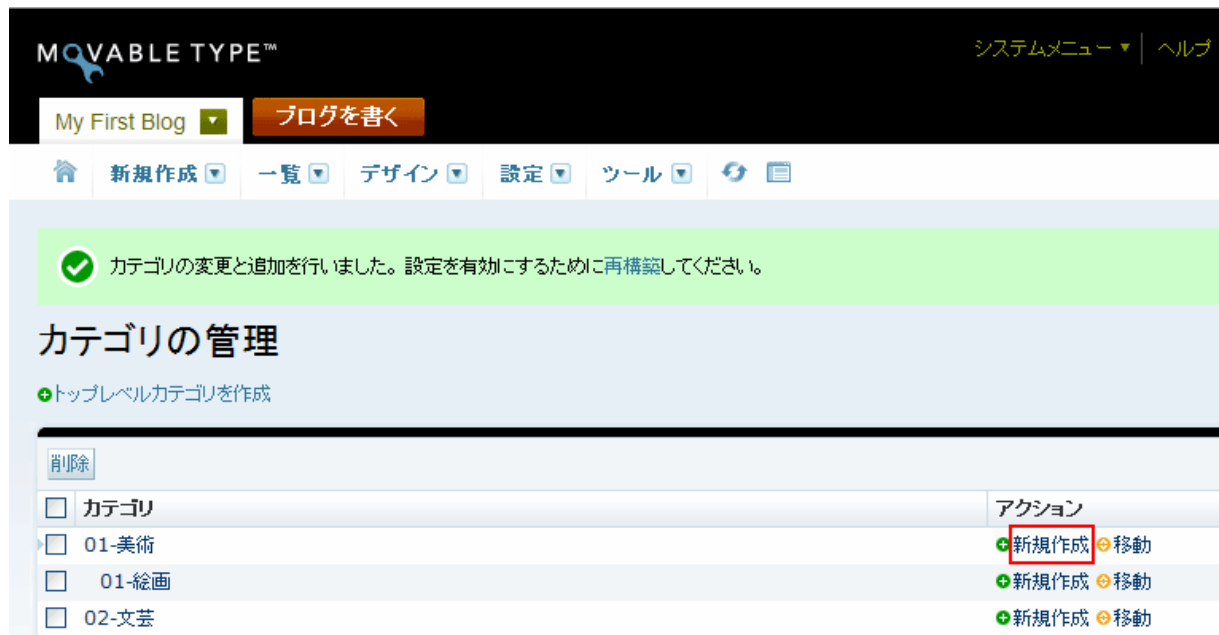 MOVABLE TYPE™
システムメニュー ヘルプ
My First Blog ブログを書く
新規作成 一覧 デザイン 設定 ツール
カテゴリの変更と追加を行いました。設定を有効にするために再構築してください。
カテゴリの管理
トップレベルカテゴリを作成
削除
カテゴリ アクション
01-美術 新規作成 移動
01-絵画 新規作成 移動
02-文芸 新規作成 移動